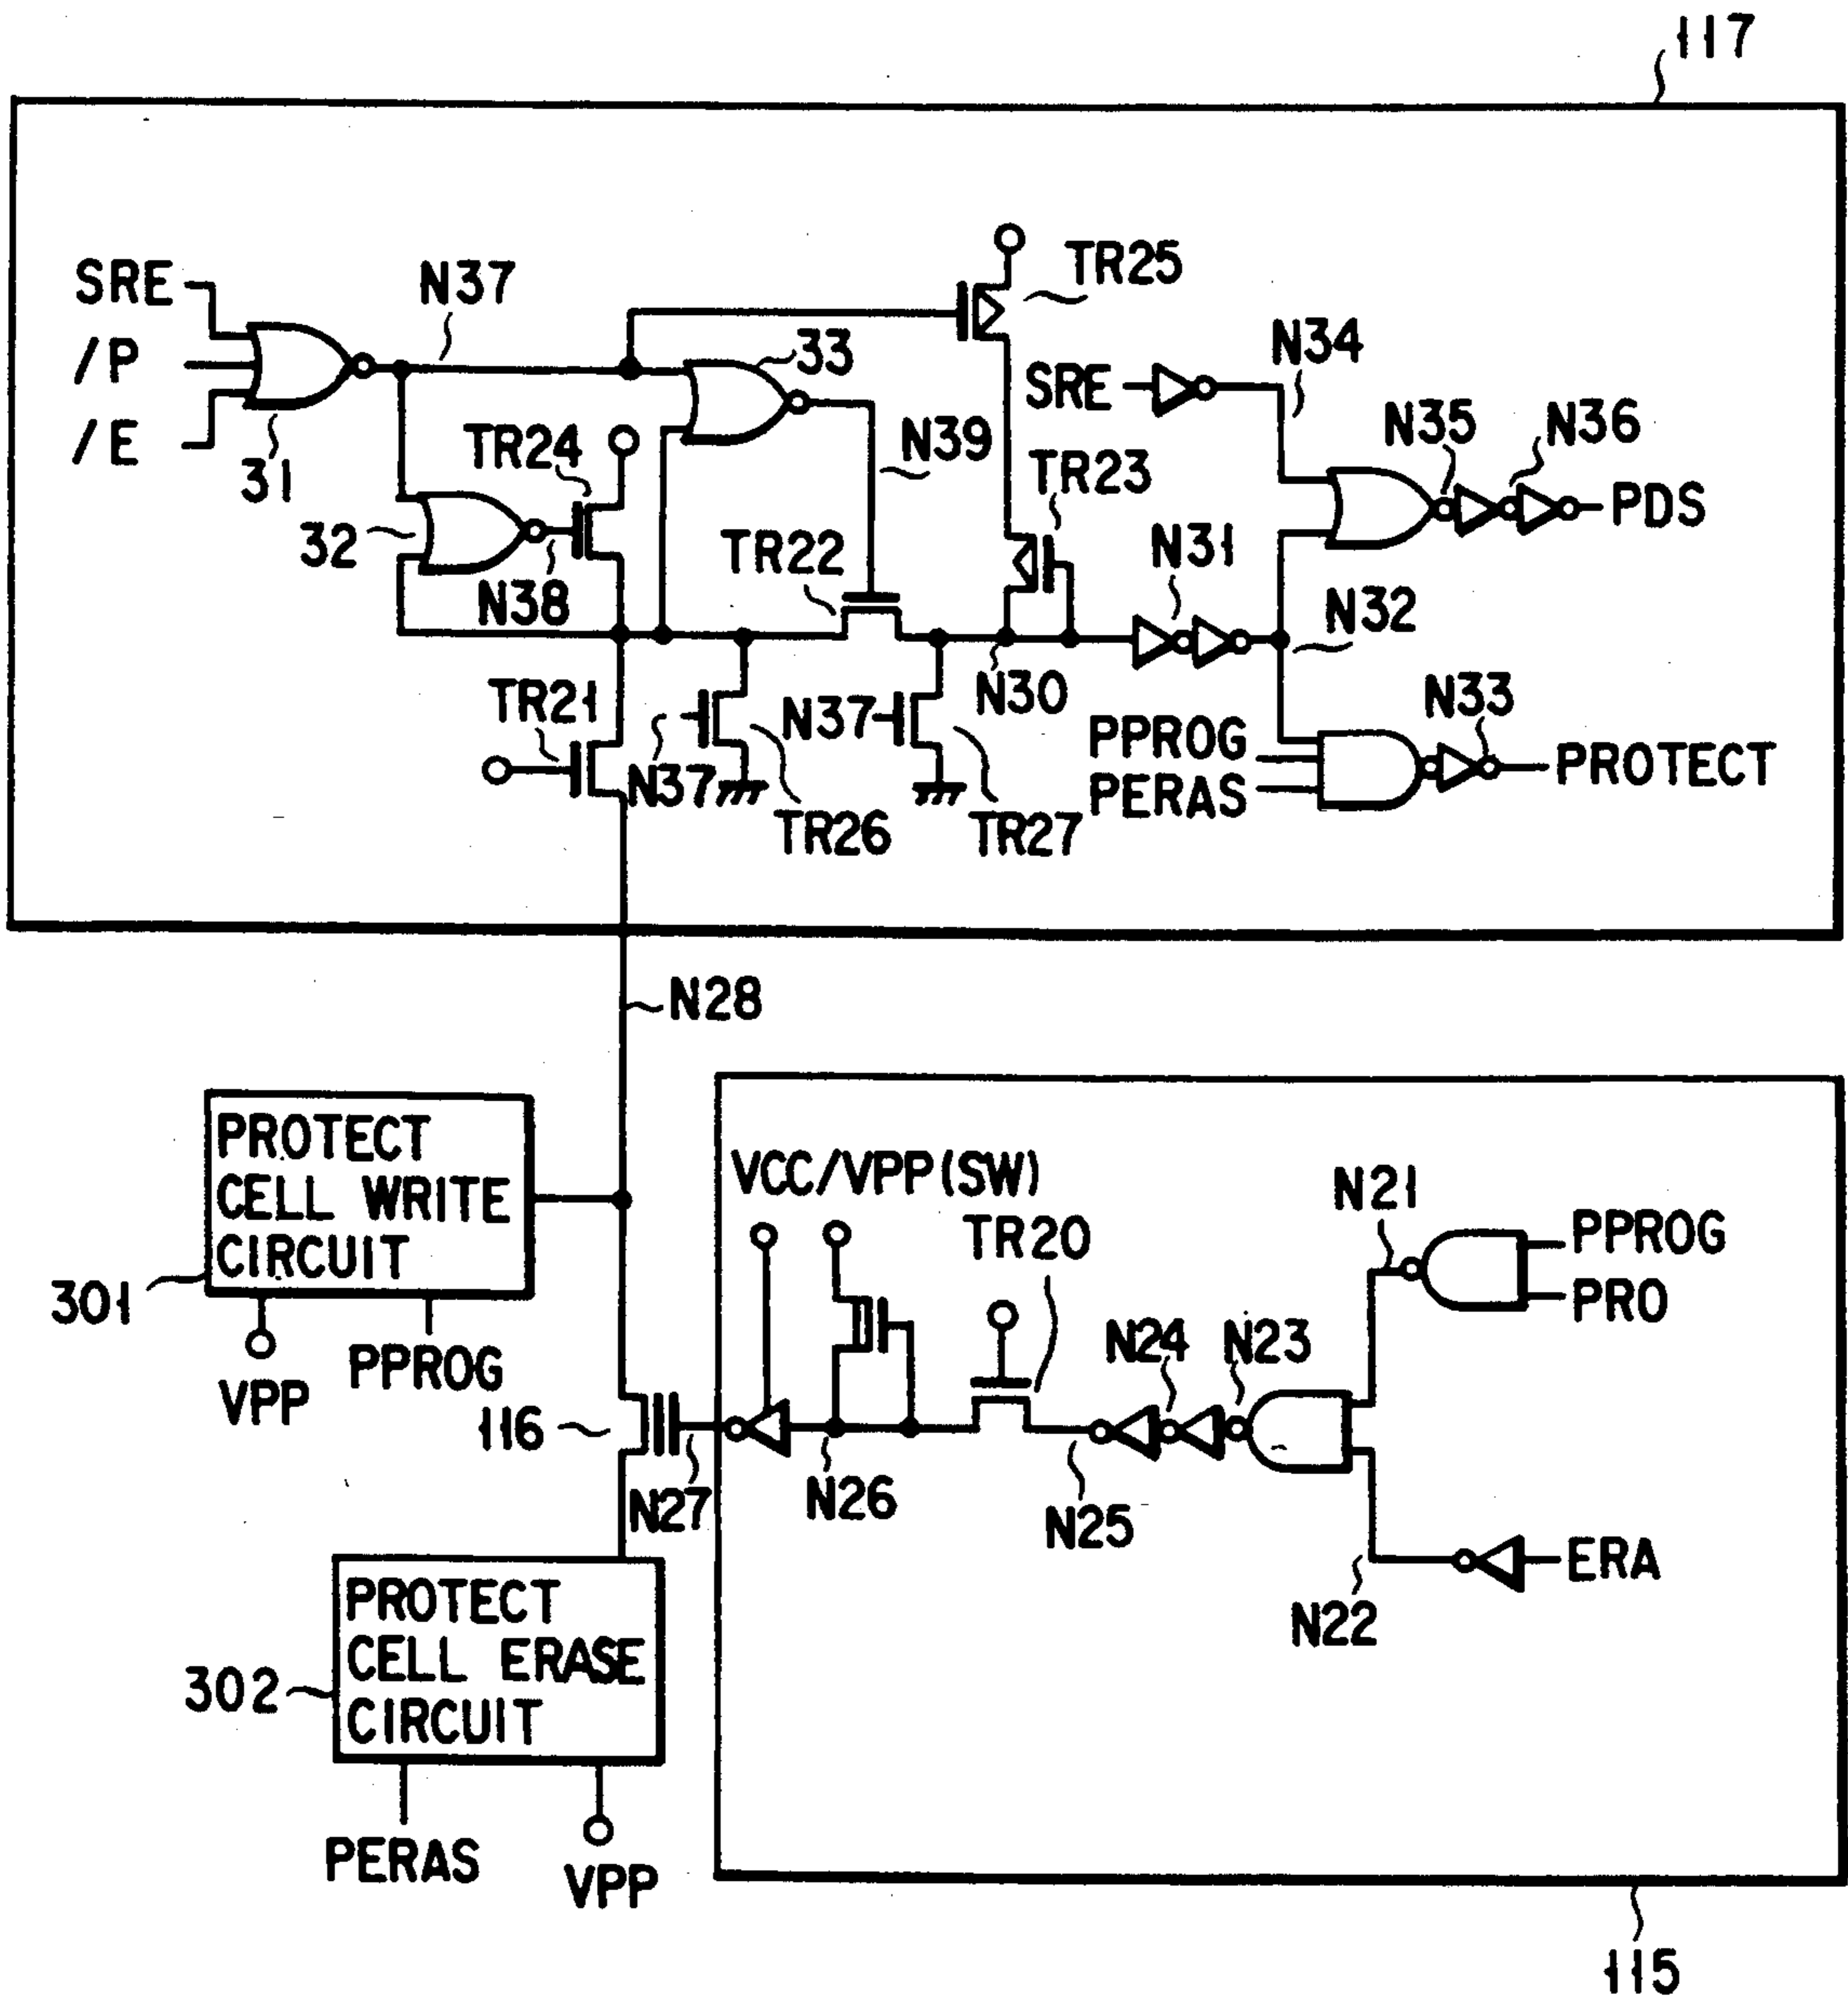 117
SRE
/P
/E
31
N37
TR25
33
SRE
N34
N35
N36
PDS
TR24
N39
TR23
32
N38
TR22
N31
N32
TR21
N37
N37
N30
PPROG
PERAS
N33
PROTECT
TR26
TR27
N28
PROTECT
CELL WRITE
CIRCUIT
301
VPP
PPROG
VCC/VPP(SW)
TR20
N21
PPROG
PRO
N24
N23
116
N27
N26
N25
ERA
N22
PROTECT
CELL ERASE
CIRCUIT
302
PERAS
VPP
115